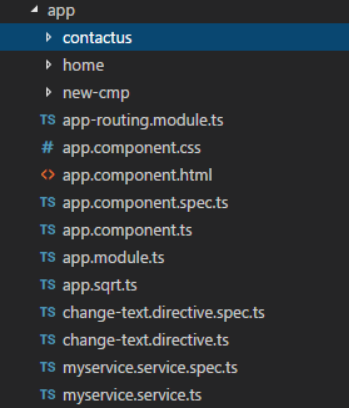 app
contactus
home
new-cmp
TS app-routing.module.ts
# app.component.css
<> app.component.html
TS app.component.spec.ts
TS app.component.ts
TS app.module.ts
TS app.sqrt.ts
TS change-text.directive.spec.ts
TS change-text.directive.ts
TS myservice.service.spec.ts
TS myservice.service.ts